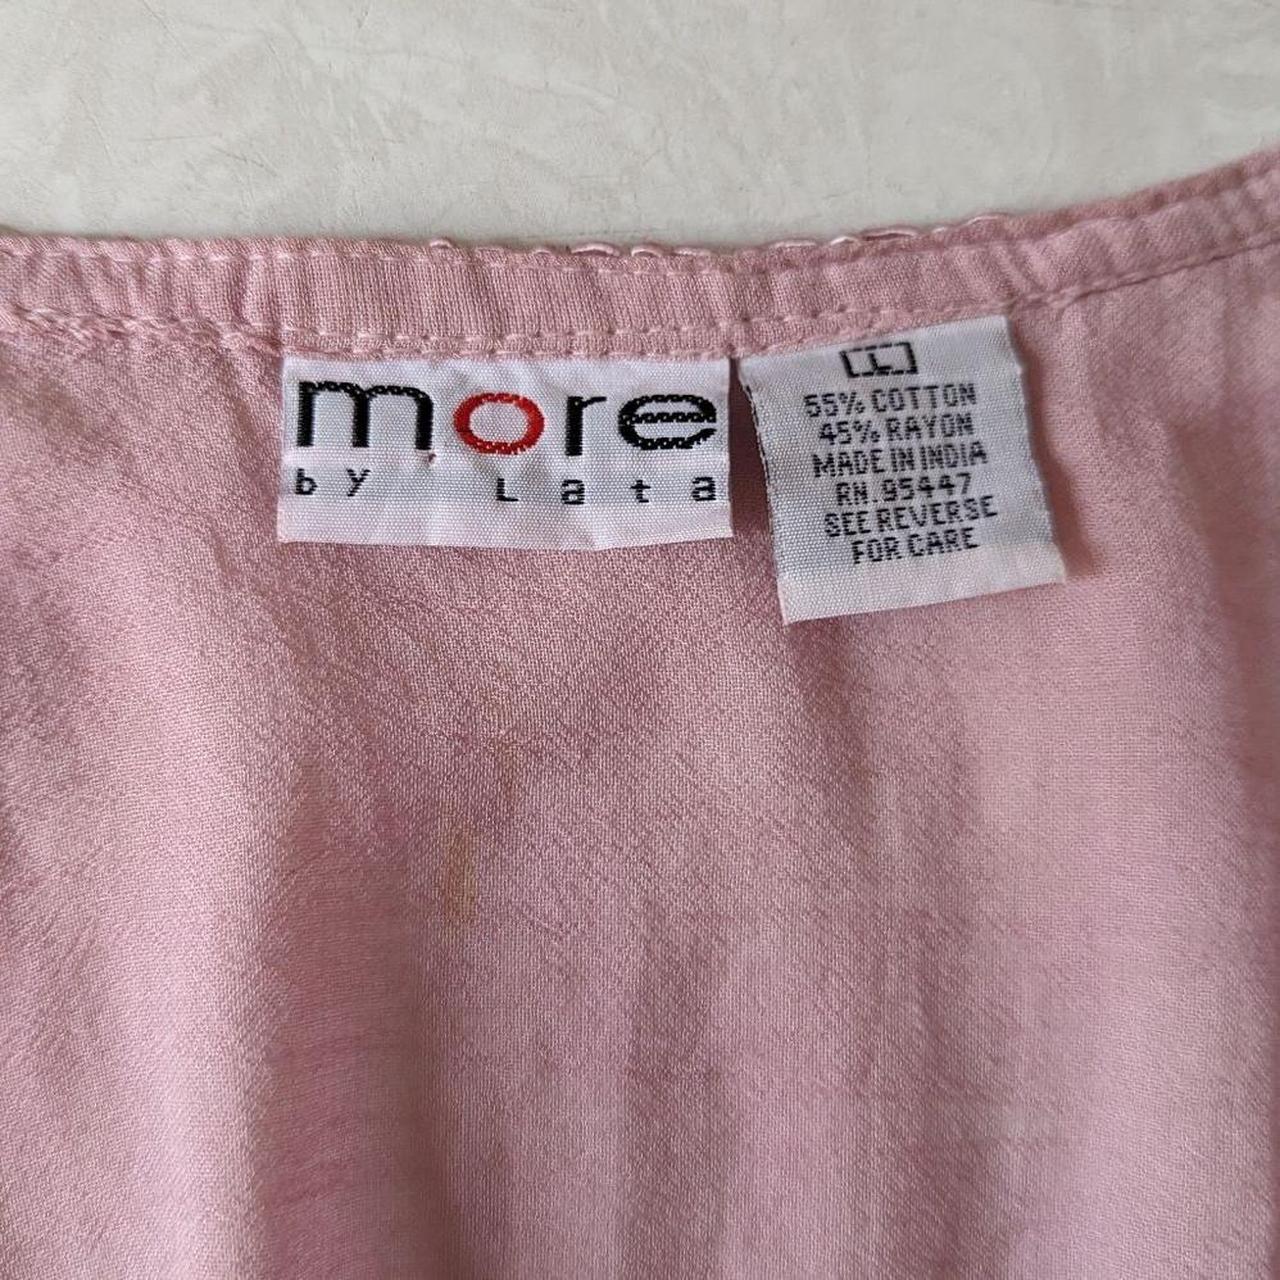 more
by Lata
L
55% COTTON
45% RAYON
MADE IN INDIA
RN.95447
SEE REVERSE
FOR CARE